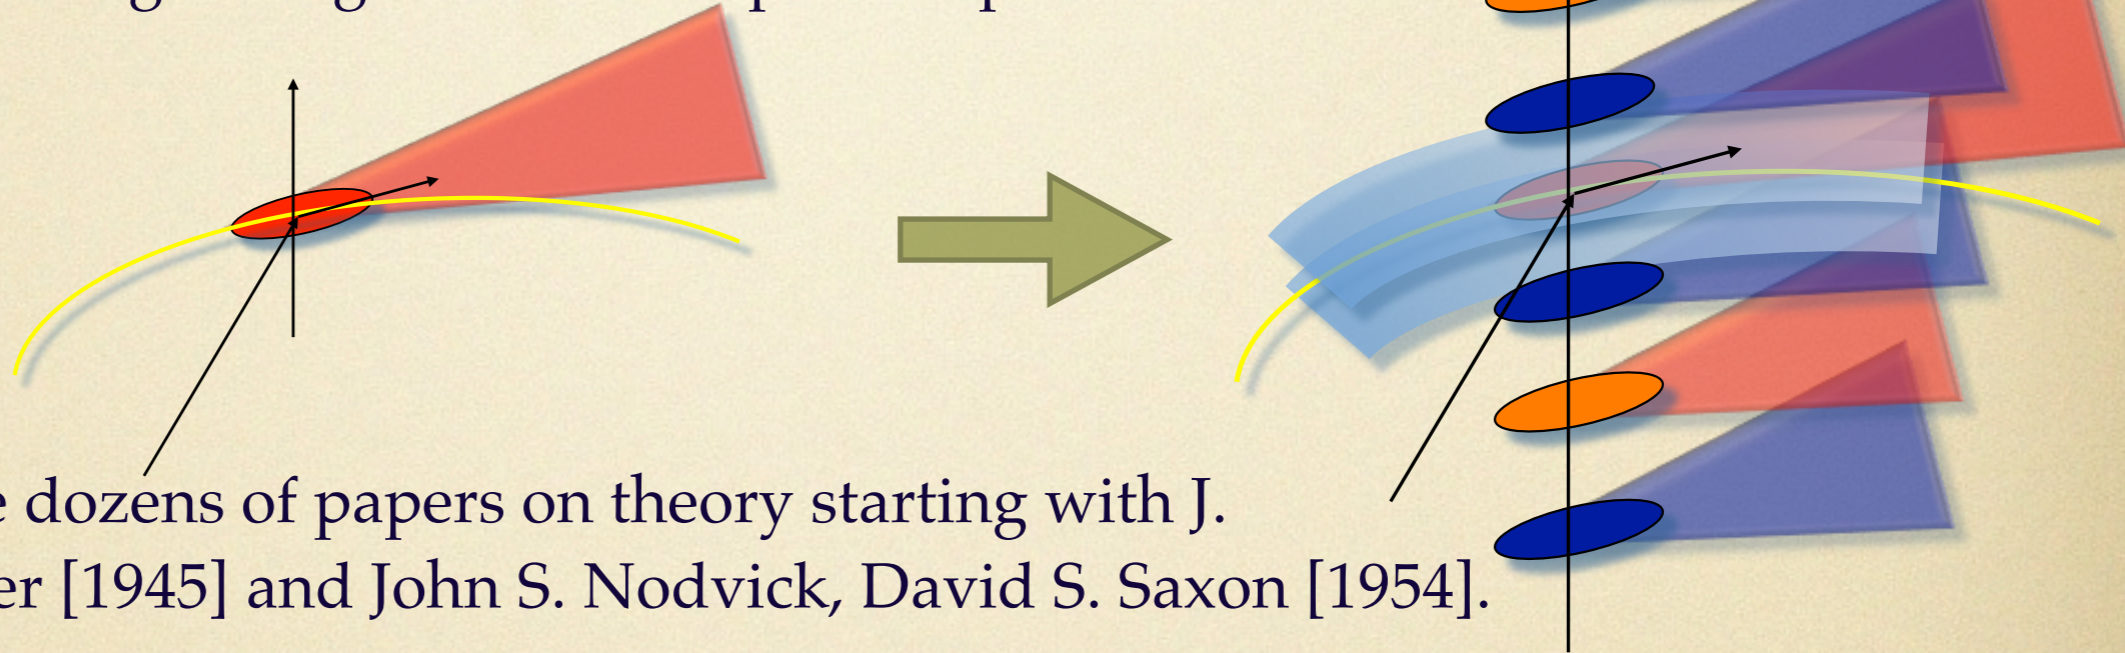 dozens of papers on theory starting with J.
er [1945] and John S. Nodvick, David S. Saxon [1954].